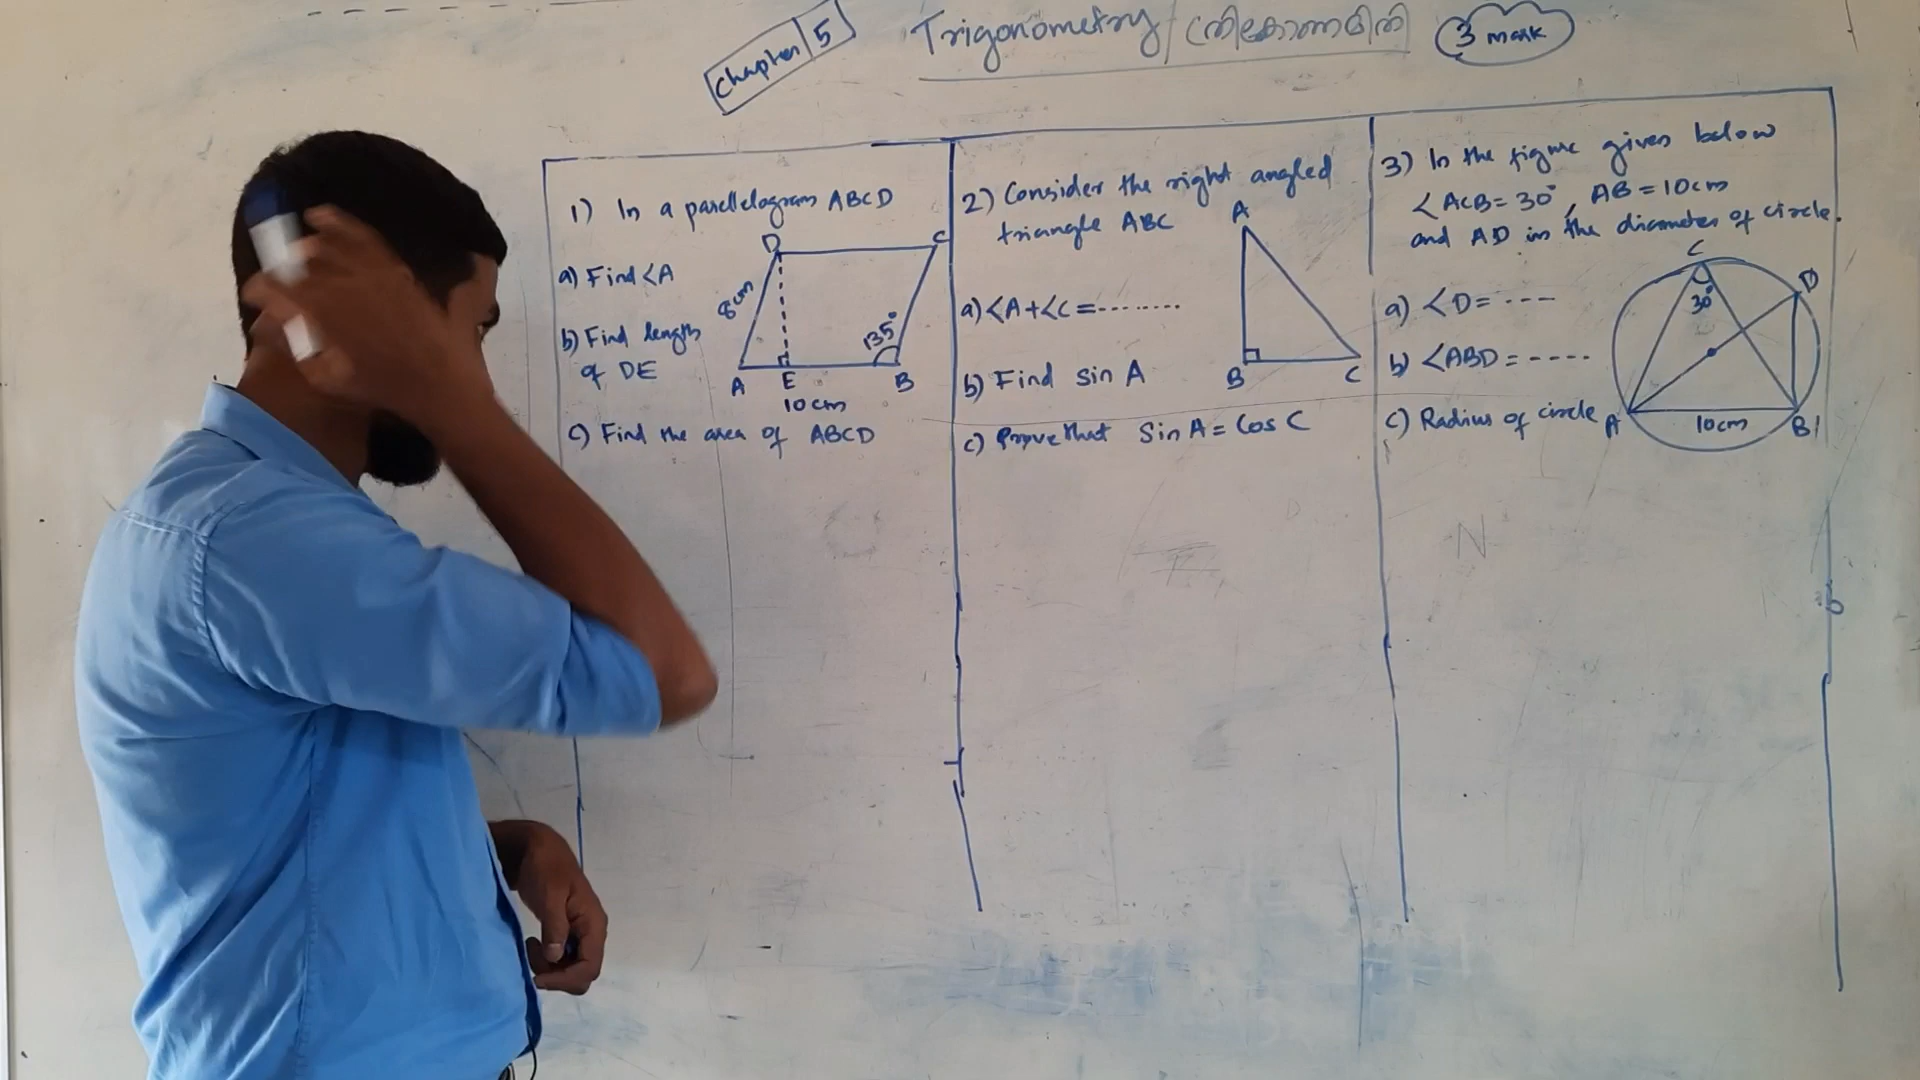 Chapter 5
Trigonometry / ത്രികോണമിതി
3 mark
1) In a parellelogram ABCD
a) Find <A
b) Find length
of DE
c) Find the area of ABCD
D
C
8cm
135°
A
E
B
10cm
2) Consider the right angled
triangle ABC
a) <A+<C=--------
b) Find sin A
c) Prove that Sin A = Cos C
A
B
C
3) In the figure given below
<ACB=30°, AB=10cm
and AD is the diameter of circle.
a) <D= ----
b) <ABD=----
c) Radius of circle
C
D
30°
A
10cm
B
N